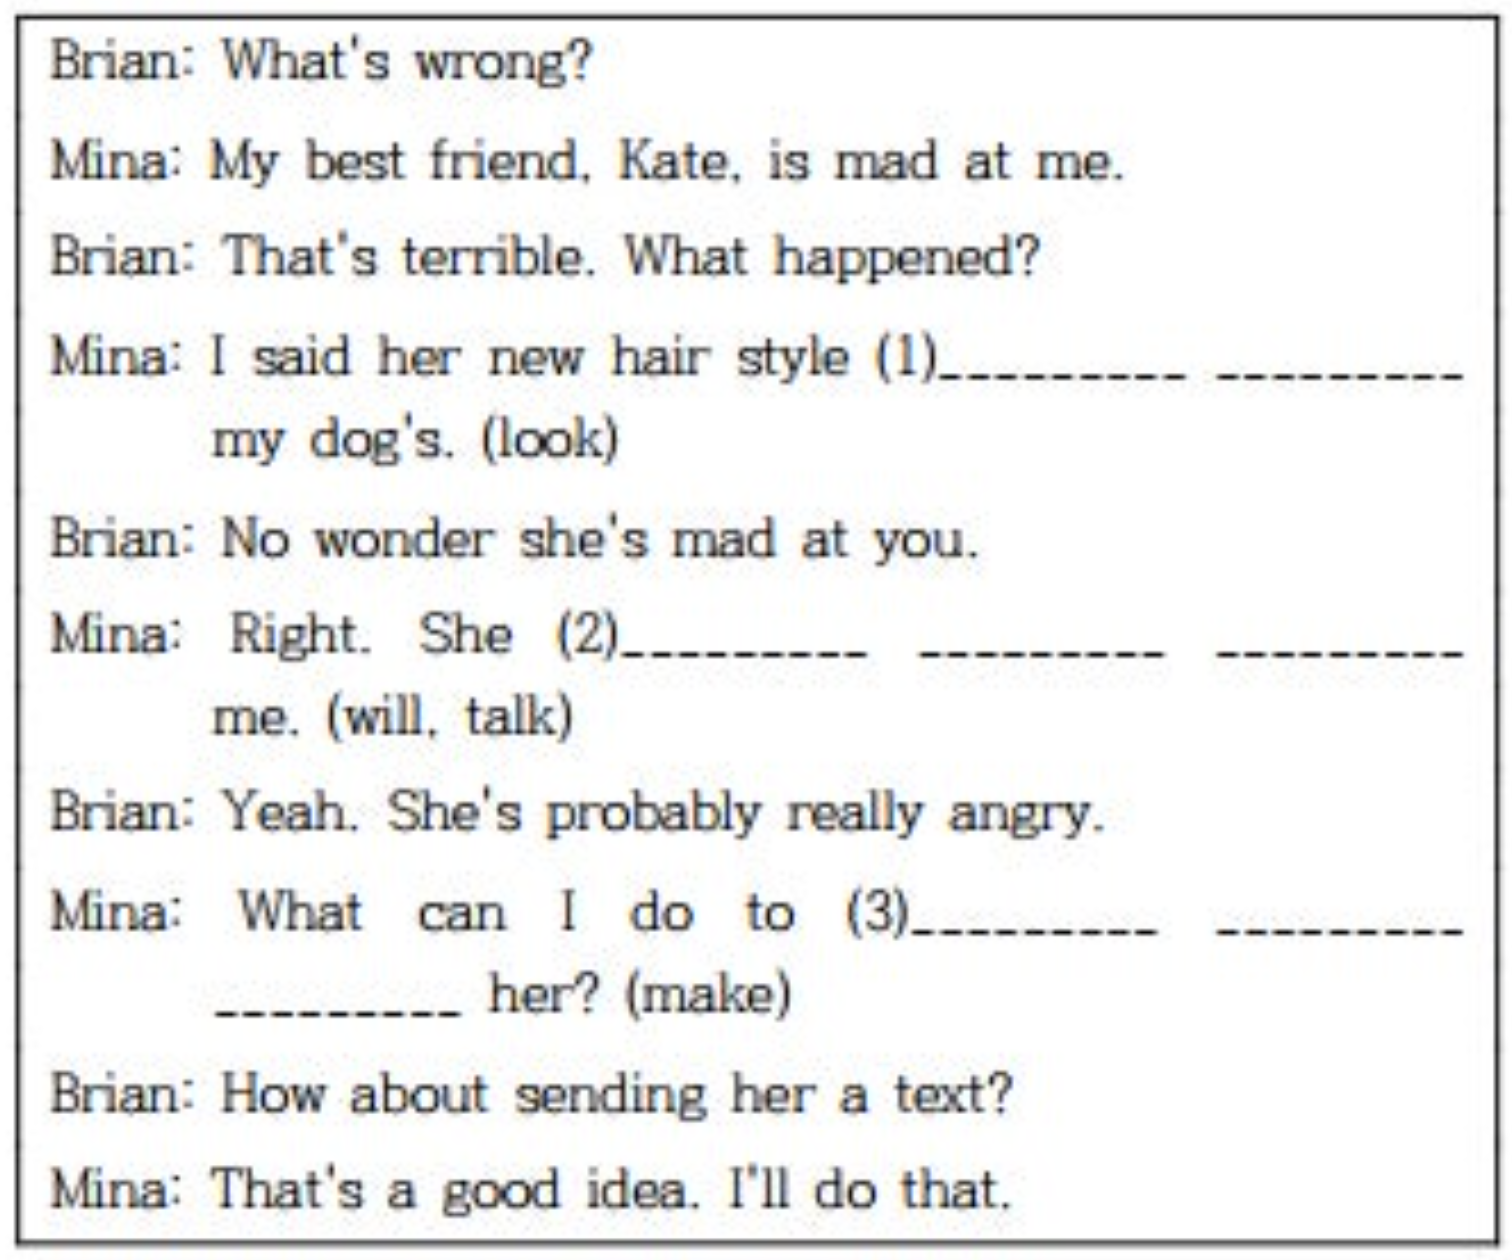 Brian: What's wrong?
Mina: My best friend, Kate, is mad at me.
Brian: That's terrible. What happened?
Mina: I said her new hair style (1)_________ _________
my dog's. (look)
Brian: No wonder she's mad at you.
Mina: Right. She (2)_________ _________ _________
me. (will, talk)
Brian: Yeah. She's probably really angry.
Mina: What can I do to (3)_________ _________
_________ her? (make)
Brian: How about sending her a text?
Mina: That's a good idea. I'll do that.